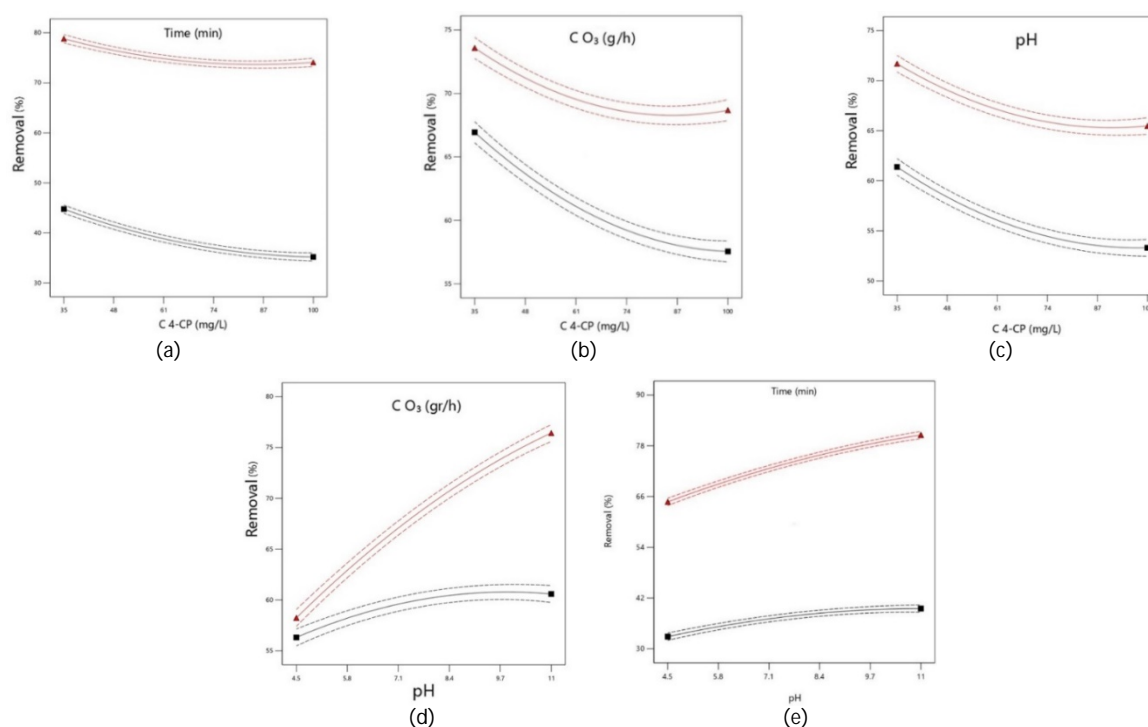 Time (min)
Removal (%)
80
70
60
50
40
30
35
48
61
74
87
100
C 4-CP (mg/L)
(a)
C O₃ (g/h)
Removal (%)
75
70
65
60
55
35
48
61
74
87
100
C 4-CP (mg/L)
(b)
pH
Removal (%)
75
70
65
60
55
50
35
48
61
74
87
C 4-CP (mg/L)
(c)
C O₃ (gr/h)
Removal (%)
80
75
70
65
60
55
4.5
5.8
7.1
8.4
9.7
11
pH
(d)
Time (min)
Removal (%)
90
78
66
54
42
30
4.5
5.8
7.1
8.4
9.7
11
pH
(e)